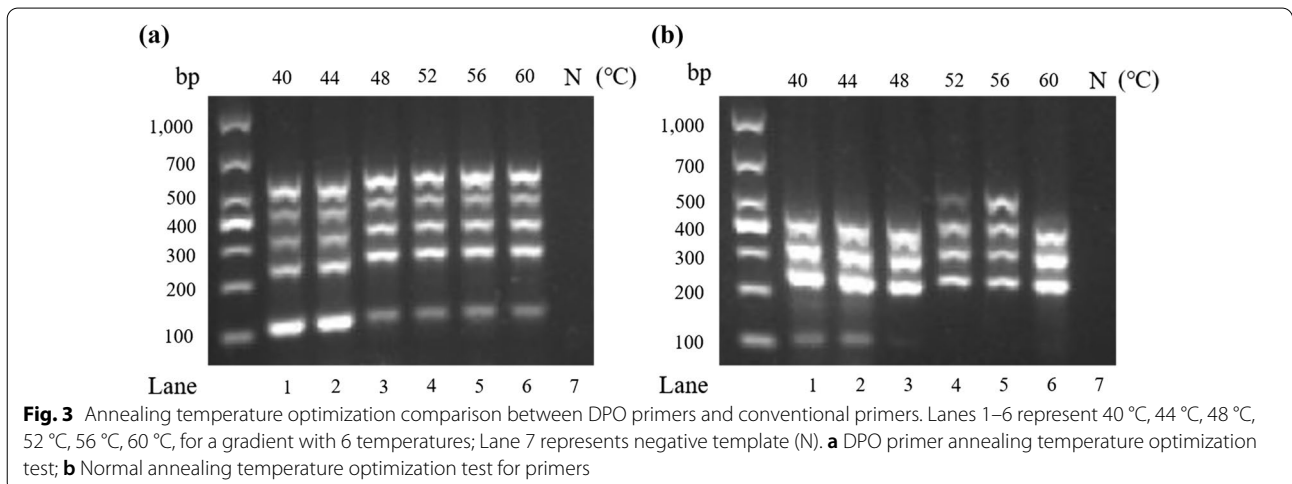 (a)
bp 40 44 48 52 56 60 N (°C)
1,000
700
500
400
300
200
100
Lane 1 2 3 4 5 6 7
(b)
bp 40 44 48 52 56 60 N (°C)
1,000
700
500
400
300
200
100
Lane 1 2 3 4 5 6 7
Fig. 3 Annealing temperature optimization comparison between DPO primers and conventional primers. Lanes 1–6 represent 40 °C, 44 °C, 48 °C,
52 °C, 56 °C, 60 °C, for a gradient with 6 temperatures; Lane 7 represents negative template (N). a DPO primer annealing temperature optimization
test; b Normal annealing temperature optimization test for primers